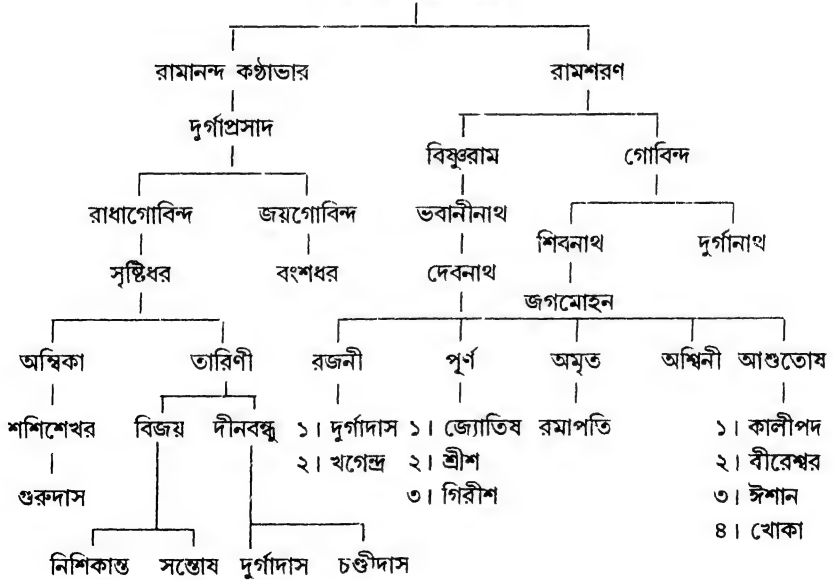 রামানন্দ কণ্ঠাভার রামশরণ
দুর্গাপ্রসাদ
বিষ্ণুরাম গোবিন্দ
রাধাগোবিন্দ জয়গোবিন্দ ভবানীনাথ
শিবনাথ দুর্গানাথ
সৃষ্টিধর বংশধর দেবনাথ
জগমোহন
অম্বিকা তারিণী রজনী পূর্ণ অমৃত অশ্বিনী আশুতোষ
শশিশেখর বিজয় দীনবন্ধু ১। দুর্গাদাস ১। জ্যোতিষ রমাপতি ১। কালীপদ
২। খগেন্দ্র ২। শ্রীশ ২। বীরেশ্বর
গুরুদাস ৩। গিরীশ ৩। ঈশান
৪। খোকা
নিশিকান্ত সন্তোষ দুর্গাদাস চণ্ডীদাস